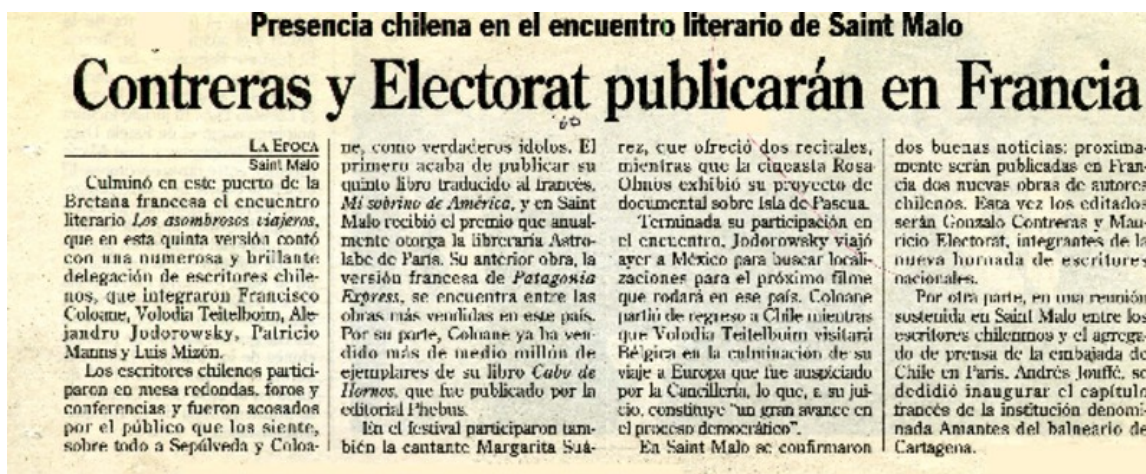 Presencia chilena en el encuentro literario de Saint Malo
Contreras y Electorat publicarán en Francia
LA EPOCA
Saint Malo
Culminó en este puerto de la
Bretana francesa el encuentro
literario Los asombrosos viajeros,
que en esta quinta versión contó
con una numerosa y brillante
delegación de escritores chile-
nos, que integraron Francisco
Coloane, Volodia Teitelboim, Ale-
jandro Jodorowsky, Patricio
Manns y Luis Mizón.
Los escritores chilenos partici-
paron en mesa redondas, foros y
conferencias y fueron acosados
por el público que los siente,
sobre todo a Sepúlveda y Coloa-
ne, como verdaderos ídolos. El
primero acaba de publicar su
quinto libro traducido al francés,
Mi sobrino de América, y en Saint
Malo recibió el premio que anual-
mente otorga la librería Astro-
labe de Paris. Su anterior obra, la
versión francesa de Patagonia
Express, se encuentra entre las
obras más vendidas en este país.
Por su parte, Coloane ya ha ven-
dido más de medio millón de
ejemplares de su libro Cabo de
Hornos, que fue publicado por la
editorial Phebus.
En el festival participaron tam-
bién la cantante Margarita Suá-
rez, que ofreció dos recitales,
mientras que la cineasta Rosa
Olmos exhibió su proyecto de
documental sobre Isla de Pascua.
Terminada su participación en
el encuentro, Jodorowsky viajó
ayer a México para buscar locali-
zaciones para el próximo filme
que rodará en ese país. Coloane
partió de regreso a Chile mientras
que Volodia Teitelboim visitará
Bélgica en la culminación de su
viaje a Europa que fue auspiciado
por la Cancillería, lo que, a su jui-
cio, constituye "un gran avance en
el proceso democrático".
En Saint Malo se confirmaron
dos buenas noticias: proxima-
mente serán publicadas en Fran-
cia dos nuevas obras de autores
chilenos. Esta vez los editados
serán Gonzalo Contreras y Mau-
ricio Electorat, integrantes de la
nueva hornada de escritores
nacionales.
Por otra parte, en una reunión
sostenida en Saint Malo entre los
escritores chilenmos y el agrega-
do de prensa de la embajada de
Chile en Paris, Andrés Jouffé, se
dedidió inaugurar el capítulo
francés de la institución denomi-
nada Amantes del balneario de
Cartagena.